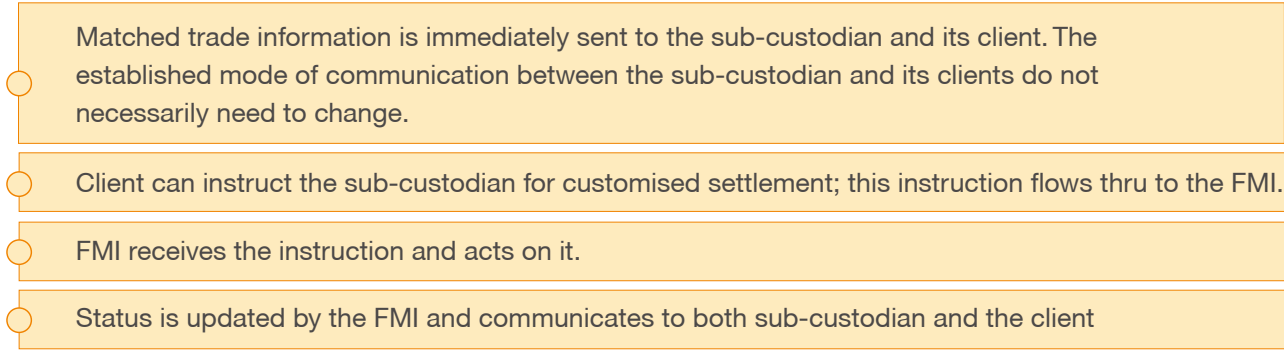 Matched trade information is immediately sent to the sub-custodian and its client. The
established mode of communication between the sub-custodian and its clients do not
necessarily need to change.
Client can instruct the sub-custodian for customised settlement; this instruction flows thru to the FMI.
FMI receives the instruction and acts on it.
Status is updated by the FMI and communicates to both sub-custodian and the client